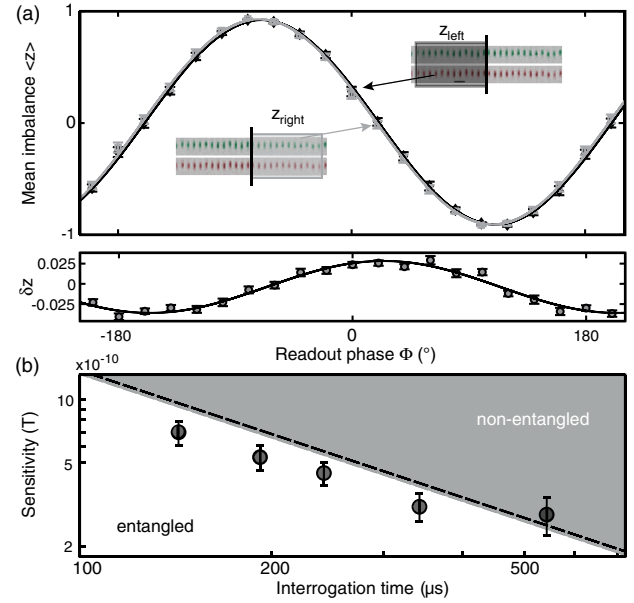 (a)
1
0
-1
Mean imbalance <z>
z_left
z_right
0.025
0
-0.025
δz
-180
0
180
Readout phase Φ (°)
(b)
x10⁻¹⁰
10
5
2
Sensitivity (T)
non-entangled
entangled
100
200
500
Interrogation time (µs)